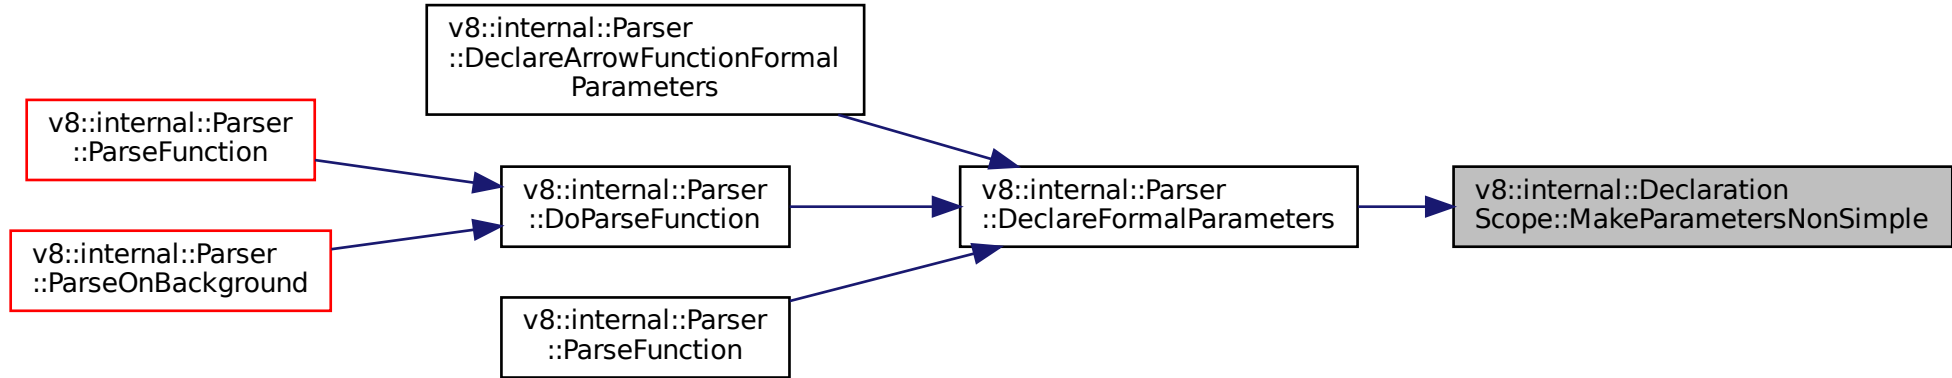 v8::internal::Parser
::DeclareArrowFunctionFormal
Parameters
v8::internal::Parser
::ParseFunction
v8::internal::Parser
::DoParseFunction
v8::internal::Parser
::DeclareFormalParameters
v8::internal::Declaration
Scope::MakeParametersNonSimple
v8::internal::Parser
::ParseOnBackground
v8::internal::Parser
::ParseFunction